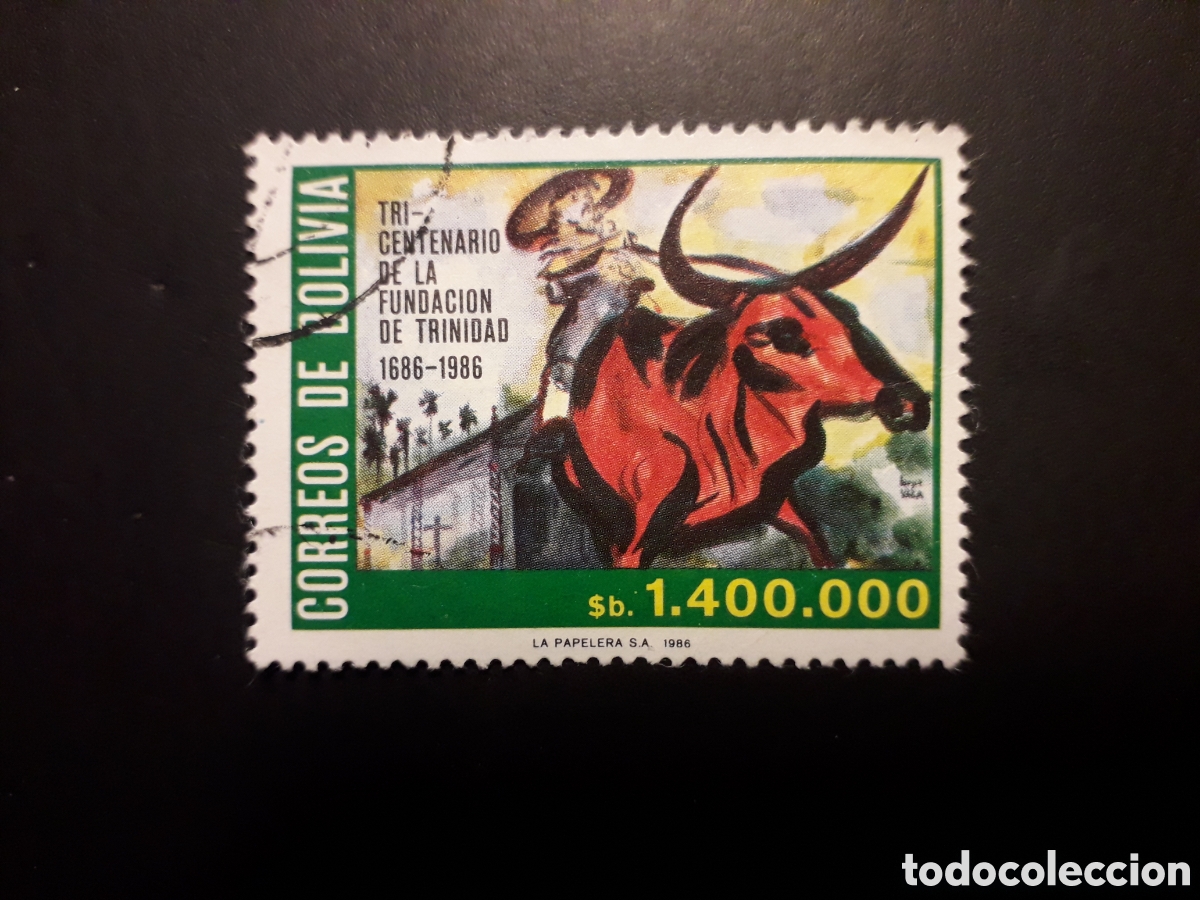 CORREOS DE BOLIVIA
TRI-
CENTENARIO
DE LA
FUNDACION
DE TRINIDAD
1686-1986
$b. 1.400.000
LA PAPELERA S.A. 1986
todocoleccion